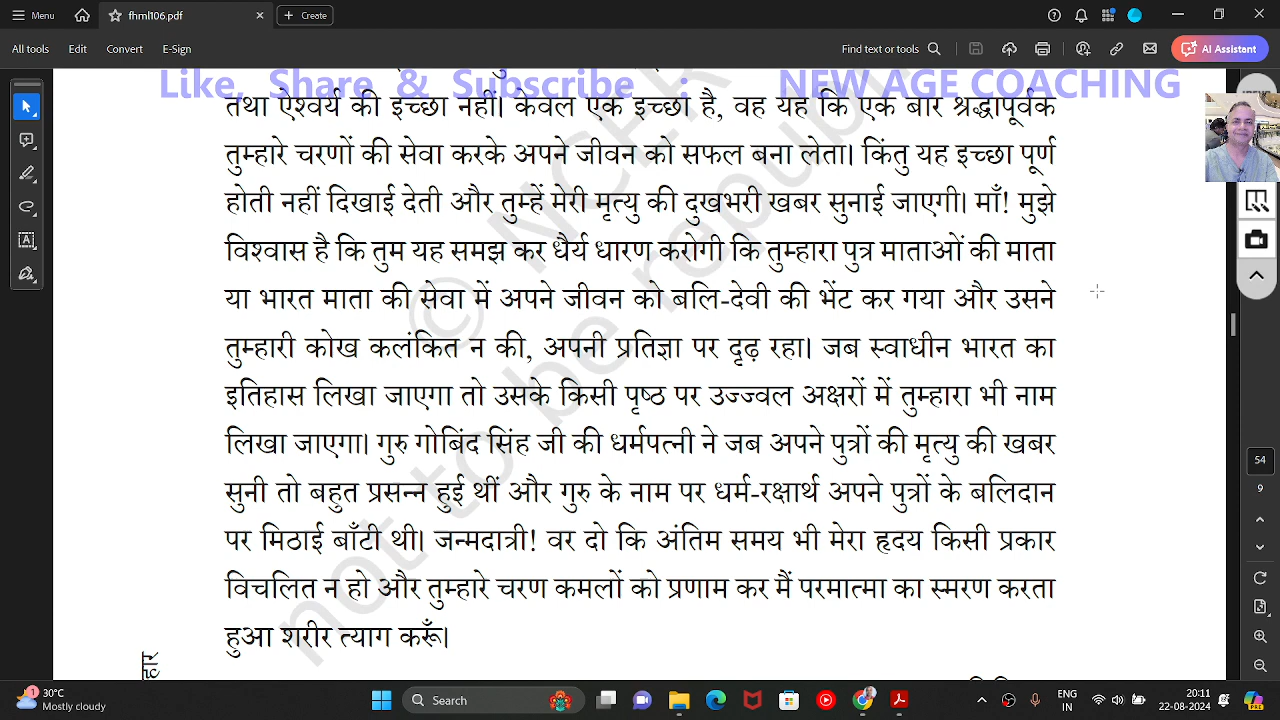 Menu
fhml106.pdf
Create
All tools Edit Convert E-Sign
Find text or tools
AI Assistant
Like, Share & Subscribe : NEW AGE COACHING
तथा ऐश्वर्य की इच्छा नहीं। केवल एक इच्छा है, वह यह कि एक बार श्रद्धापूर्वक
तुम्हारे चरणों की सेवा करके अपने जीवन को सफल बना लेता। किंतु यह इच्छा पूर्ण
होती नहीं दिखाई देती और तुम्हें मेरी मृत्यु की दुखभरी खबर सुनाई जाएगी। माँ! मुझे
विश्वास है कि तुम यह समझ कर धैर्य धारण करोगी कि तुम्हारा पुत्र माताओं की माता
या भारत माता की सेवा में अपने जीवन को बलि-देवी की भेंट कर गया और उसने
तुम्हारी कोख कलंकित न की, अपनी प्रतिज्ञा पर दृढ़ रहा। जब स्वाधीन भारत का
इतिहास लिखा जाएगा तो उसके किसी पृष्ठ पर उज्ज्वल अक्षरों में तुम्हारा भी नाम
लिखा जाएगा। गुरु गोबिंद सिंह जी की धर्मपत्नी ने जब अपने पुत्रों की मृत्यु की खबर
सुनी तो बहुत प्रसन्न हुई थीं और गुरु के नाम पर धर्म-रक्षार्थ अपने पुत्रों के बलिदान
पर मिठाई बाँटी थी। जन्मदात्री! वर दो कि अंतिम समय भी मेरा हृदय किसी प्रकार
विचलित न हो और तुम्हारे चरण कमलों को प्रणाम कर मैं परमात्मा का स्मरण करता
हुआ शरीर त्याग करूँ।
© NCER
not to be republ
54
9
1
30°C
Mostly cloudy
Search
ENG
IN
20:11
22-08-2024